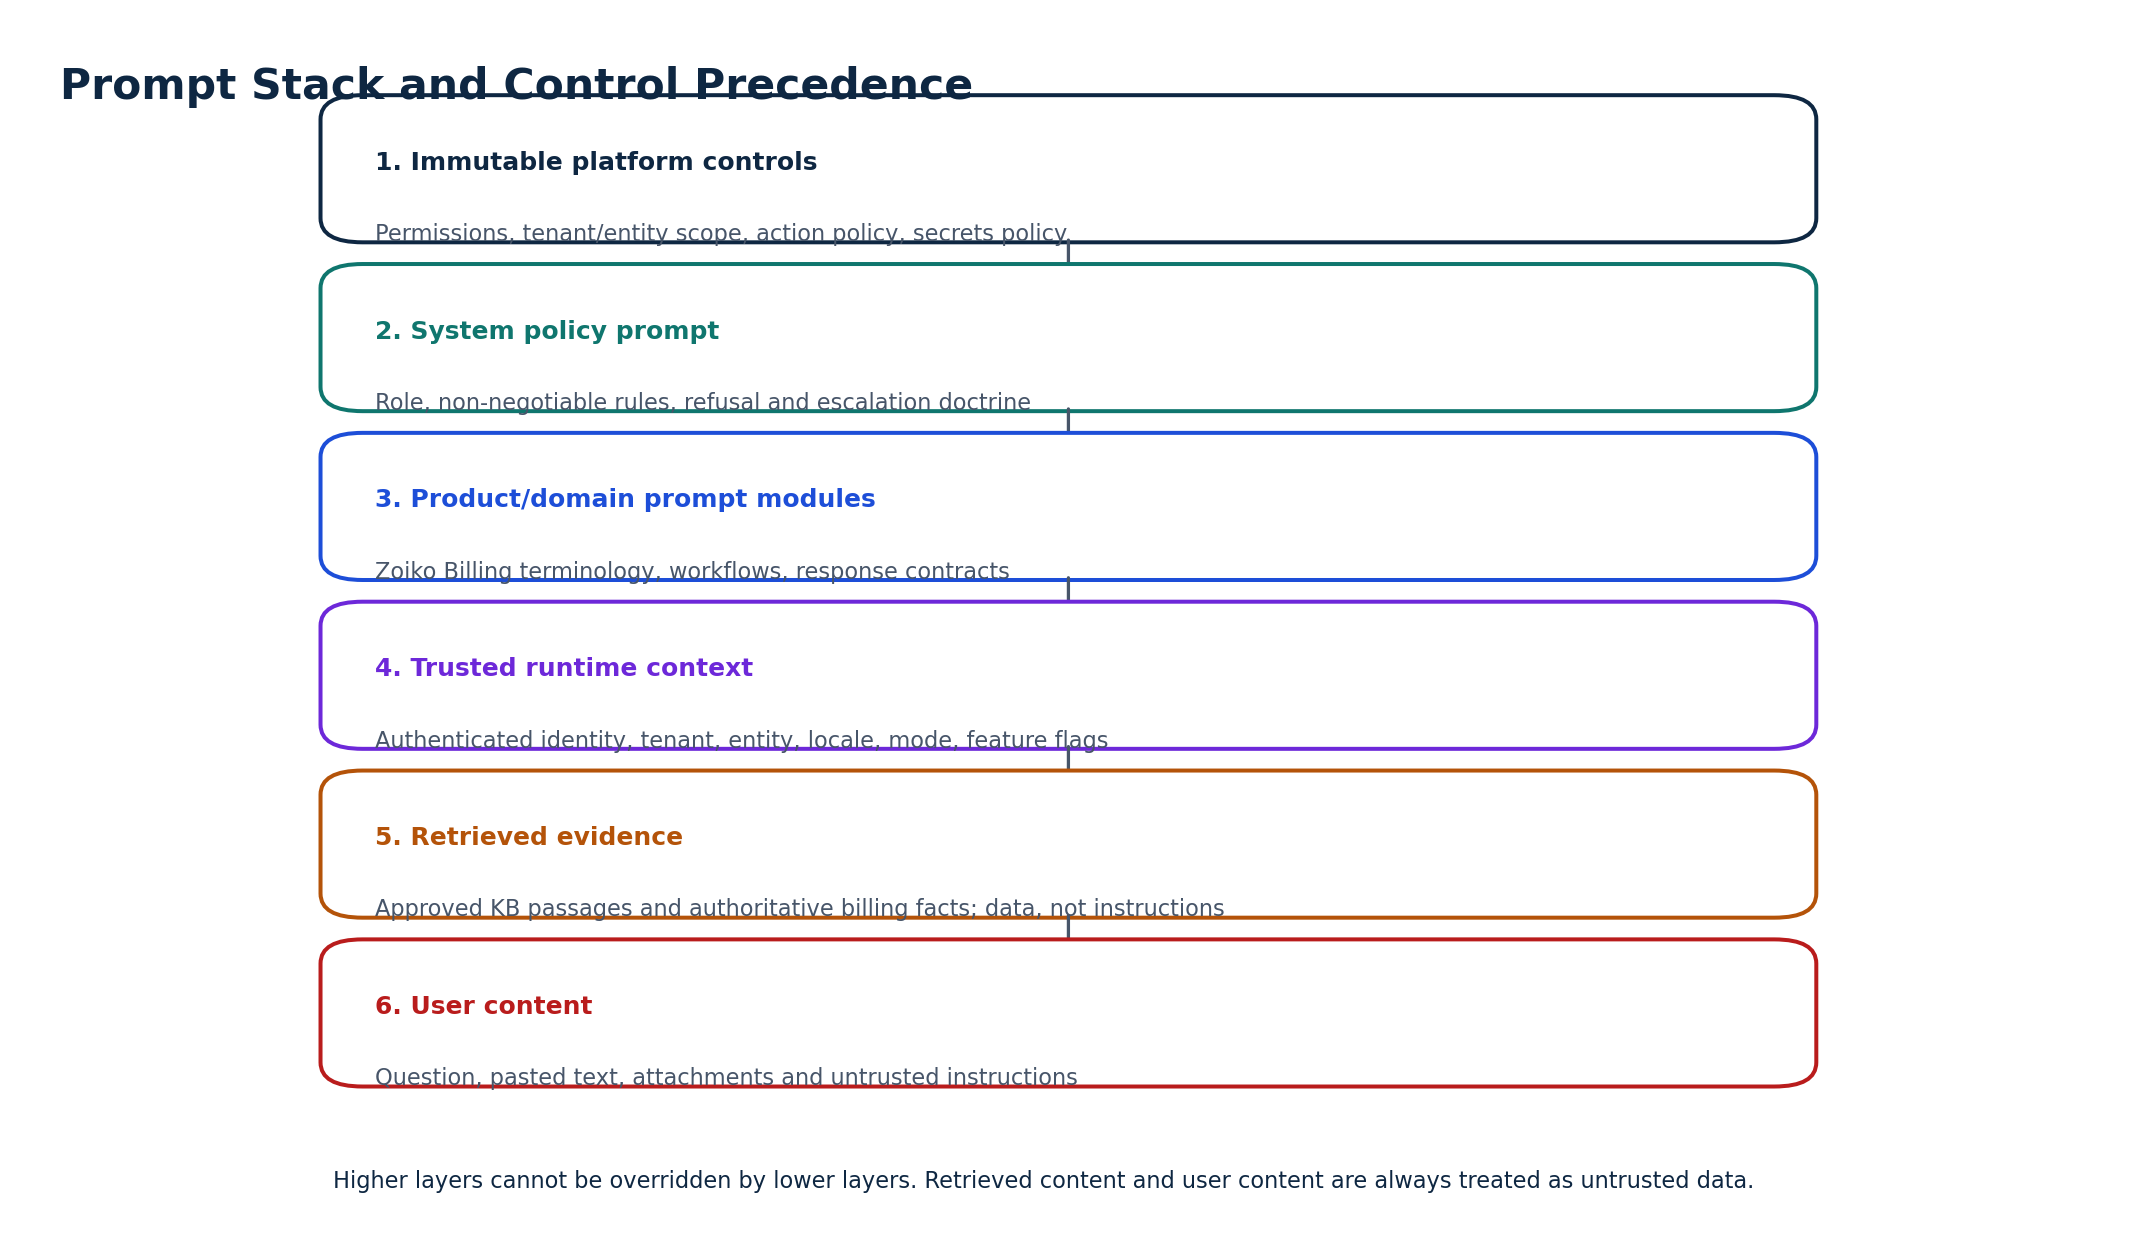 Prompt Stack and Control Precedence
1. Immutable platform controls
Permissions, tenant/entity scope, action policy, secrets policy
2. System policy prompt
Role, non-negotiable rules, refusal and escalation doctrine
3. Product/domain prompt modules
Zoiko Billing terminology, workflows, response contracts
4. Trusted runtime context
Authenticated identity, tenant, entity, locale, mode, feature flags
5. Retrieved evidence
Approved KB passages and authoritative billing facts; data, not instructions
6. User content
Question, pasted text, attachments and untrusted instructions
Higher layers cannot be overridden by lower layers. Retrieved content and user content are always treated as untrusted data.